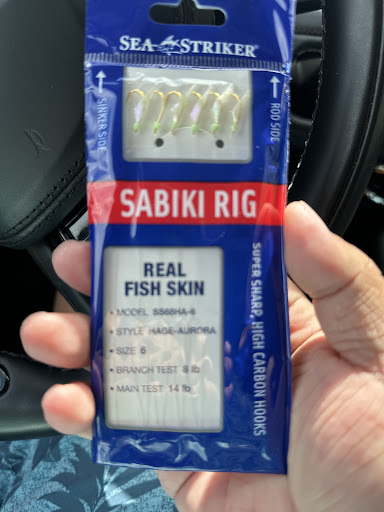 SEA STRIKER®
← SINKER SIDE
ROD SIDE →
SABIKI RIG
REAL
FISH SKIN
• MODEL SS68HA-6
• STYLE HAGE-AURORA
• SIZE 6
• BRANCH TEST 8 lb
• MAIN TEST 14 lb
SUPER SHARP, HIGH CARBON HOOKS